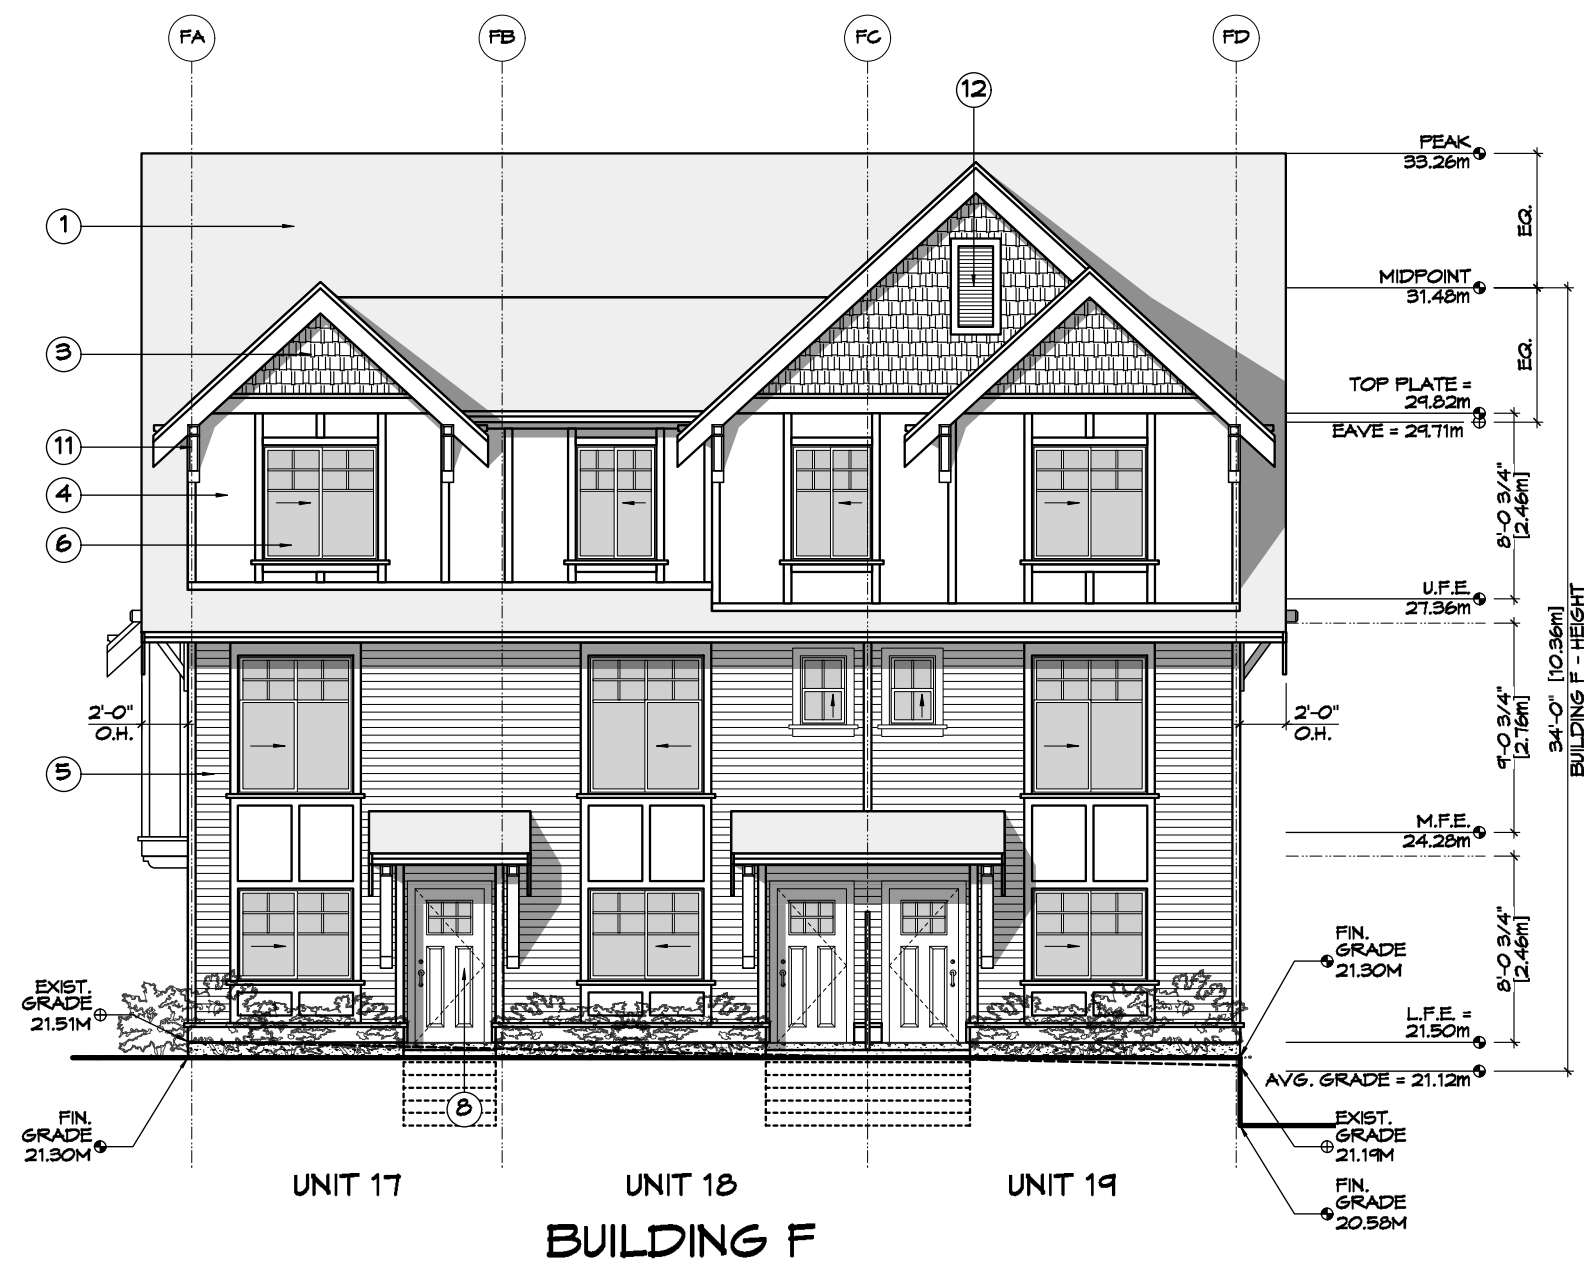 FA
FB
FC
FD
12
PEAK
33.26m
1
EQ.
MIDPOINT
31.48m
3
EQ.
TOP PLATE =
29.82m
EAVE = 29.71m
11
4
6
8'-0 3/4"
[2.46m]
U.F.E.
27.36m
34'-0" [10.36m]
BUILDING F - HEIGHT
2'-0"
O.H.
2'-0"
O.H.
9'-0 3/4"
[2.76m]
5
M.F.E.
24.28m
8'-0 3/4"
[2.46m]
FIN.
GRADE
21.30M
EXIST.
GRADE
21.51M
L.F.E. =
21.50m
AVG. GRADE = 21.12m
8
FIN.
GRADE
21.30M
EXIST.
GRADE
21.19M
FIN.
GRADE
20.58M
UNIT 17
UNIT 18
UNIT 19
BUILDING F